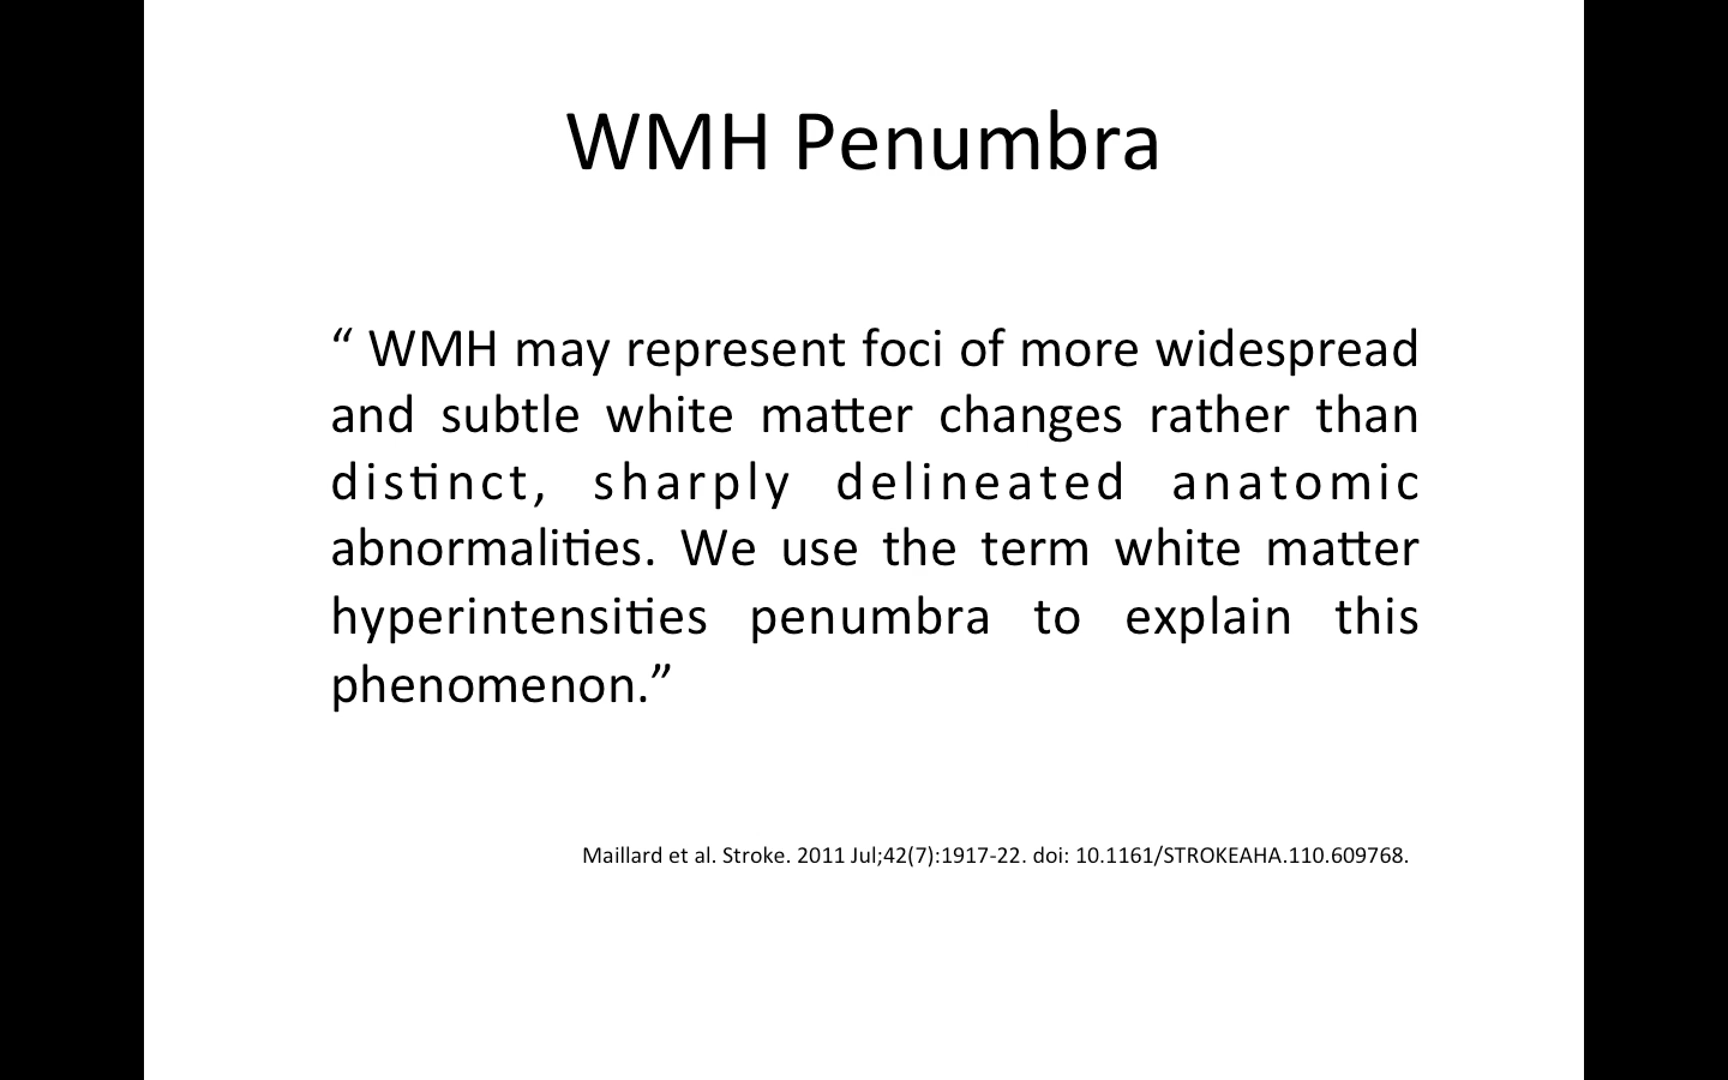 WMH Penumbra
“ WMH may represent foci of more widespread
and subtle white matter changes rather than
distinct, sharply delineated anatomic
abnormalities. We use the term white matter
hyperintensities penumbra to explain this
phenomenon.”
Maillard et al. Stroke. 2011 Jul;42(7):1917-22. doi: 10.1161/STROKEAHA.110.609768.